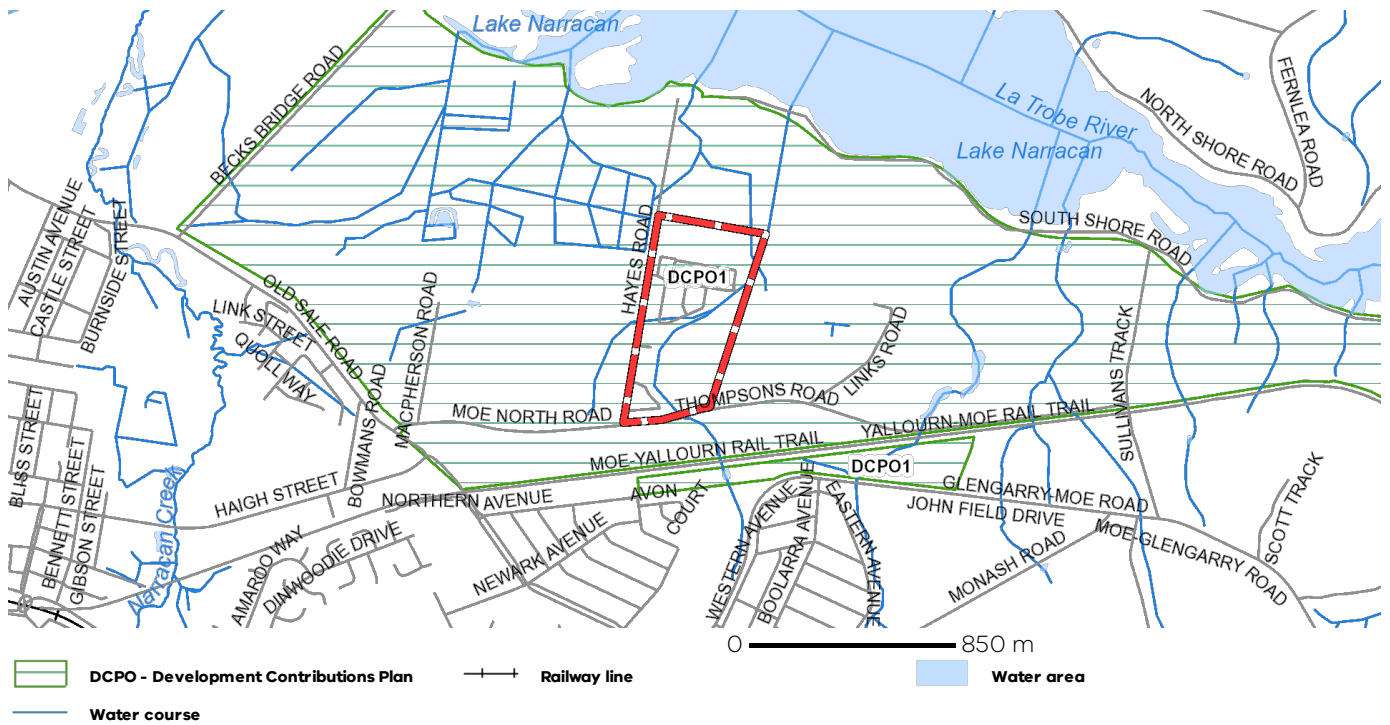 Lake Narracan
BECKS BRIDGE ROAD
La Trobe River
NORTH SHORE ROAD
FERNLEA ROAD
Lake Narracan
AUSTIN AVENUE
CASTLE STREET
BURNSIDE STREET
HAYES ROAD
SOUTH SHORE ROAD
DCPO1
OLD SALE ROAD
LINK STREET
QUOLL WAY
MACPHERSON ROAD
LINKS ROAD
SULLIVANS TRACK
THOMPSONS ROAD
MOE NORTH ROAD
BOWMANS ROAD
YALLOURN-MOE RAIL TRAIL
MOE-YALLOURN RAIL TRAIL
DCPO1
BLISS STREET
BENNETT STREET
GIBSON STREET
Narracan Creek
HAIGH STREET
NORTHERN AVENUE
AVON
COURT
GLENGARRY-MOE ROAD
JOHN FIELD DRIVE
MOE-GLENGARRY ROAD
SCOTT TRACK
AMAROO WAY
DINWOODIE DRIVE
NEWARK AVENUE
WESTERN AVENUE
BOOLARRA AVENUE
EASTERN AVENUE
MONASH ROAD
0 850 m
DCPO - Development Contributions Plan
Railway line
Water area
Water course